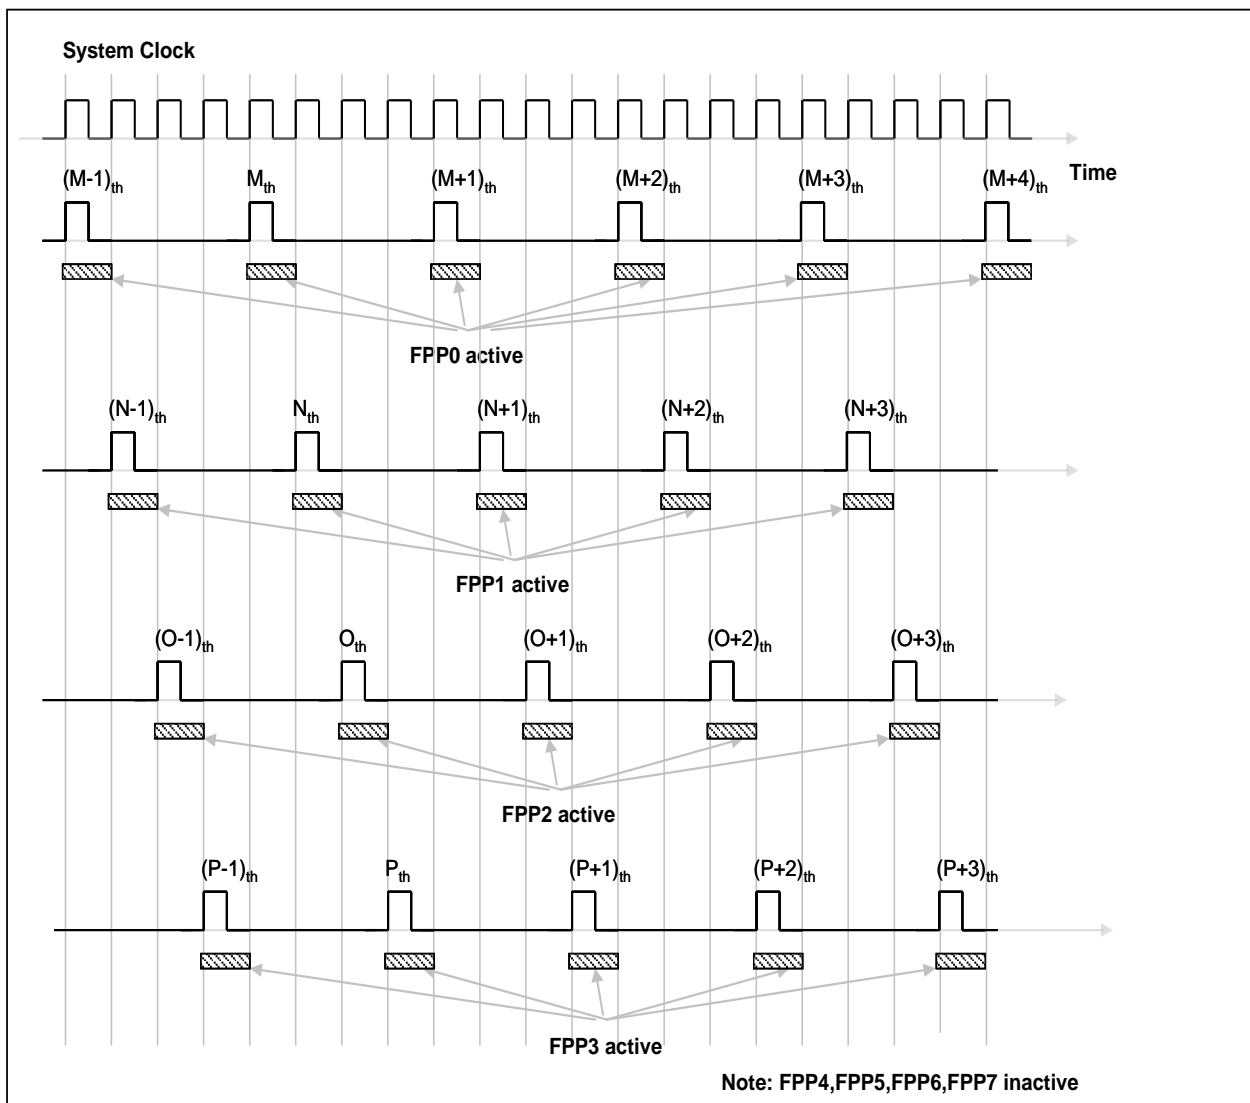 System Clock
Time
(M-1)th Mth (M+1)th (M+2)th (M+3)th (M+4)th
FPP0 active
(N-1)th Nth (N+1)th (N+2)th (N+3)th
FPP1 active
(O-1)th Oth (O+1)th (O+2)th (O+3)th
FPP2 active
(P-1)th Pth (P+1)th (P+2)th (P+3)th
FPP3 active
Note: FPP4,FPP5,FPP6,FPP7 inactive